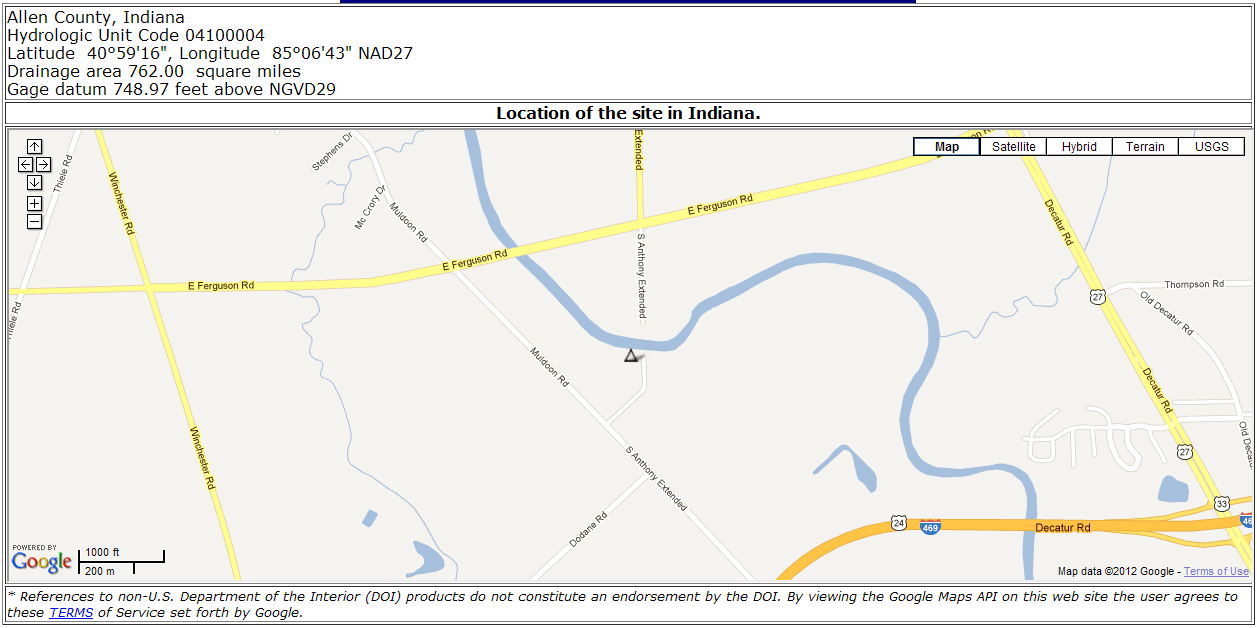 Allen County, Indiana
Hydrologic Unit Code 04100004
Latitude 40°59'16", Longitude 85°06'43" NAD27
Drainage area 762.00 square miles
Gage datum 748.97 feet above NGVD29
Location of the site in Indiana.
Map Satellite Hybrid Terrain USGS
Thiele Rd
Winchester Rd
Stephens Dr
Mc Crory Dr
Muldoon Rd
Extended
E Ferguson Rd
E Ferguson Rd
E Ferguson Rd
S Anthony Extended
Decatur Rd
27
Thompson Rd
Old Decatur Rd
Thiele Rd
Muldoon Rd
Decatur Rd
Winchester Rd
S Anthony Extended
27
Old Decatur
Dodane Rd
24
469
Decatur Rd
33
POWERED BY
Google
1000 ft
200 m
Map data ©2012 Google - Terms of Use
* References to non-U.S. Department of the Interior (DOI) products do not constitute an endorsement by the DOI. By viewing the Google Maps API on this web site the user agrees to
these TERMS of Service set forth by Google.